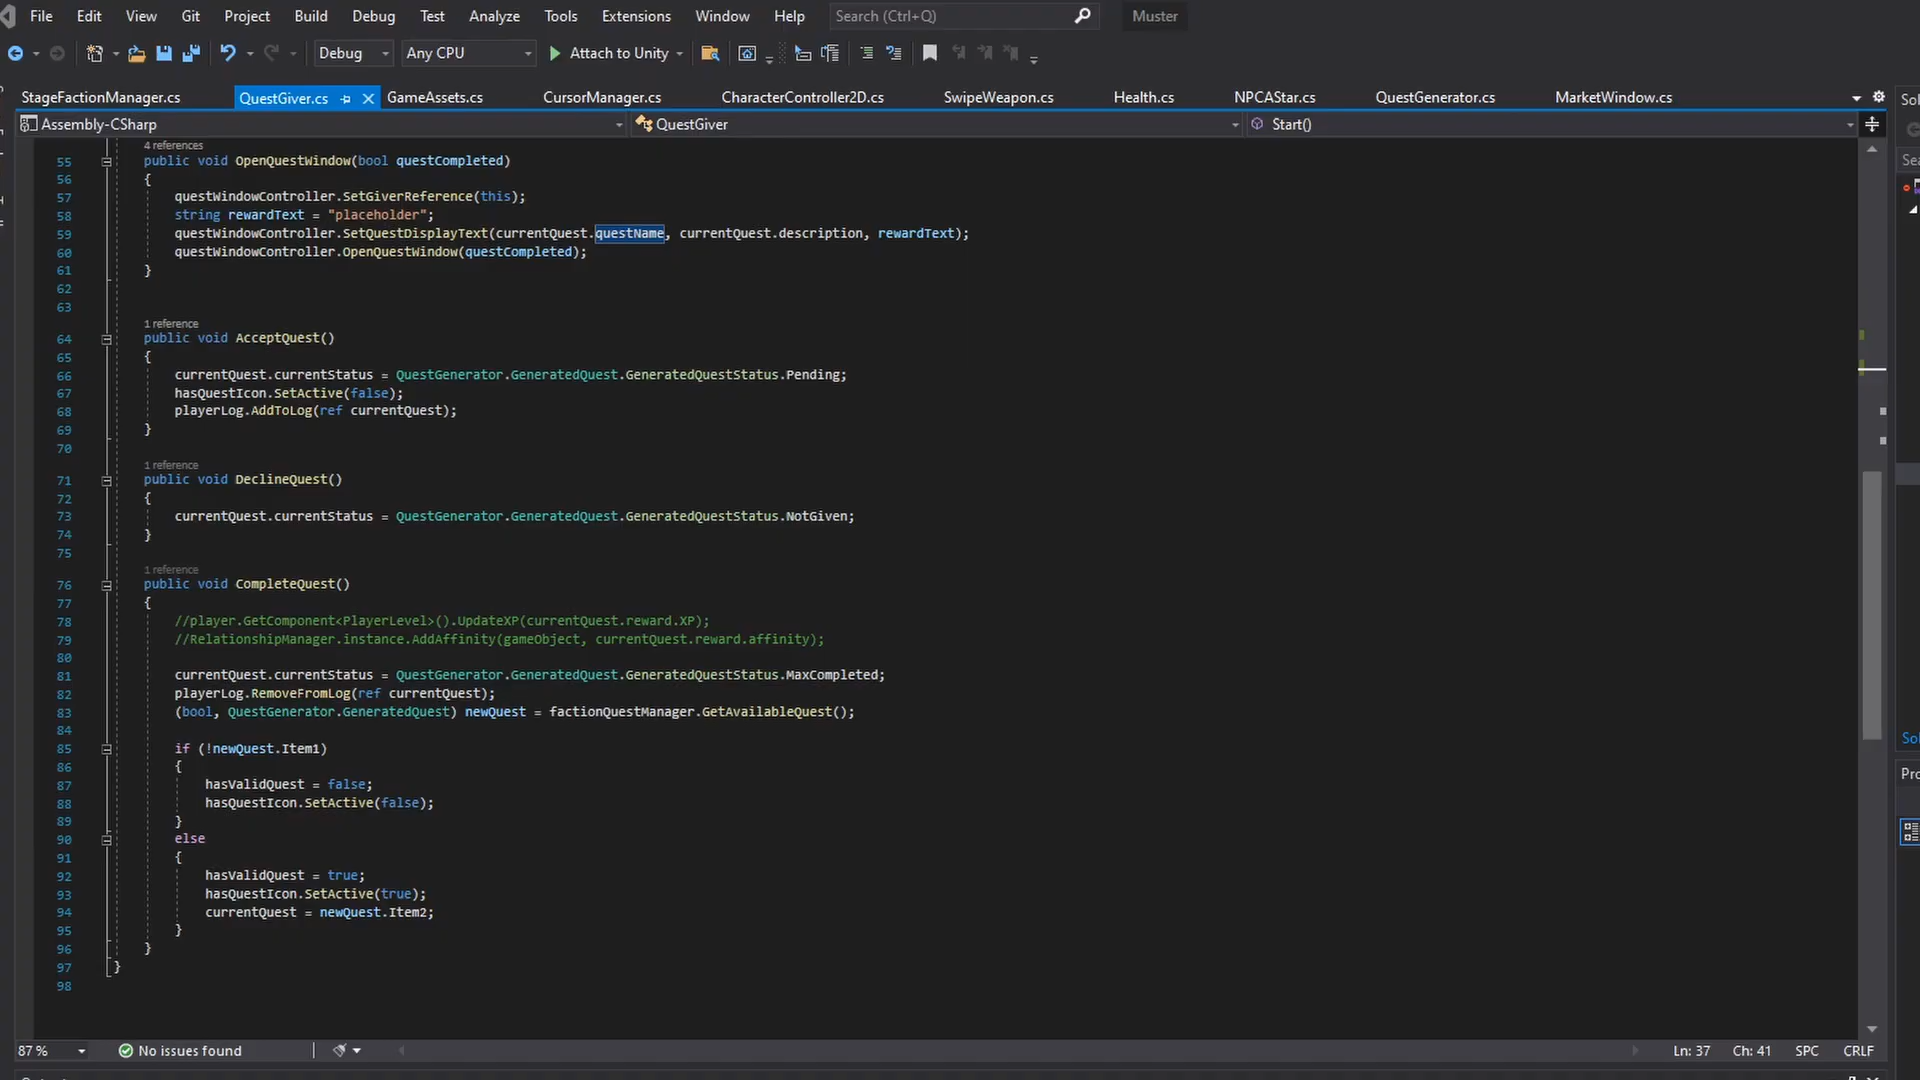 File Edit View Git Project Build Debug Test Analyze Tools Extensions Window Help Search (Ctrl+Q) Muster
Debug Any CPU Attach to Unity
StageFactionManager.cs QuestGiver.cs GameAssets.cs CursorManager.cs CharacterController2D.cs SwipeWeapon.cs Health.cs NPCAStar.cs QuestGenerator.cs MarketWindow.cs
Assembly-CSharp QuestGiver Start()
4 references
55 public void OpenQuestWindow(bool questCompleted)
56 {
57 questWindowController.SetGiverReference(this);
58 string rewardText = "placeholder";
59 questWindowController.SetQuestDisplayText(currentQuest.questName, currentQuest.description, rewardText);
60 questWindowController.OpenQuestWindow(questCompleted);
61 }
62
63
1 reference
64 public void AcceptQuest()
65 {
66 currentQuest.currentStatus = QuestGenerator.GeneratedQuest.GeneratedQuestStatus.Pending;
67 hasQuestIcon.SetActive(false);
68 playerLog.AddToLog(ref currentQuest);
69 }
70
1 reference
71 public void DeclineQuest()
72 {
73 currentQuest.currentStatus = QuestGenerator.GeneratedQuest.GeneratedQuestStatus.NotGiven;
74 }
75
1 reference
76 public void CompleteQuest()
77 {
78 //player.GetComponent<PlayerLevel>().UpdateXP(currentQuest.reward.XP);
79 //RelationshipManager.instance.AddAffinity(gameObject, currentQuest.reward.affinity);
80
81 currentQuest.currentStatus = QuestGenerator.GeneratedQuest.GeneratedQuestStatus.MaxCompleted;
82 playerLog.RemoveFromLog(ref currentQuest);
83 (bool, QuestGenerator.GeneratedQuest) newQuest = factionQuestManager.GetAvailableQuest();
84
85 if (!newQuest.Item1)
86 {
87 hasValidQuest = false;
88 hasQuestIcon.SetActive(false);
89 }
90 else
91 {
92 hasValidQuest = true;
93 hasQuestIcon.SetActive(true);
94 currentQuest = newQuest.Item2;
95 }
96 }
97 }
98
87 % No issues found Ln: 37 Ch: 41 SPC CRLF